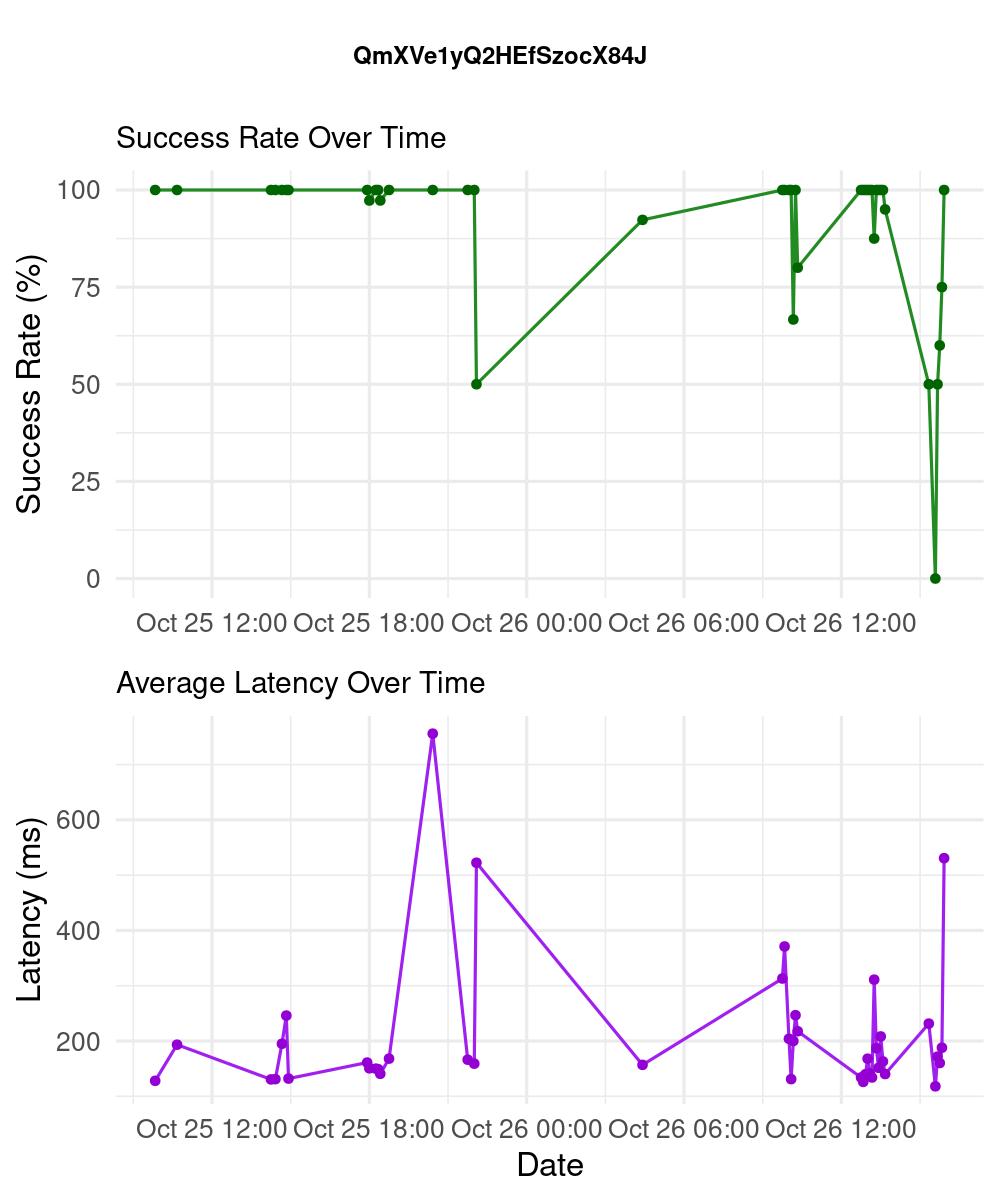 QmXVe1yQ2HEfSzocX84J
Success Rate Over Time
Success Rate (%)
100
75
50
25
0
Oct 25 12:00 Oct 25 18:00 Oct 26 00:00 Oct 26 06:00 Oct 26 12:00
Average Latency Over Time
Latency (ms)
600
400
200
Oct 25 12:00 Oct 25 18:00 Oct 26 00:00 Oct 26 06:00 Oct 26 12:00
Date